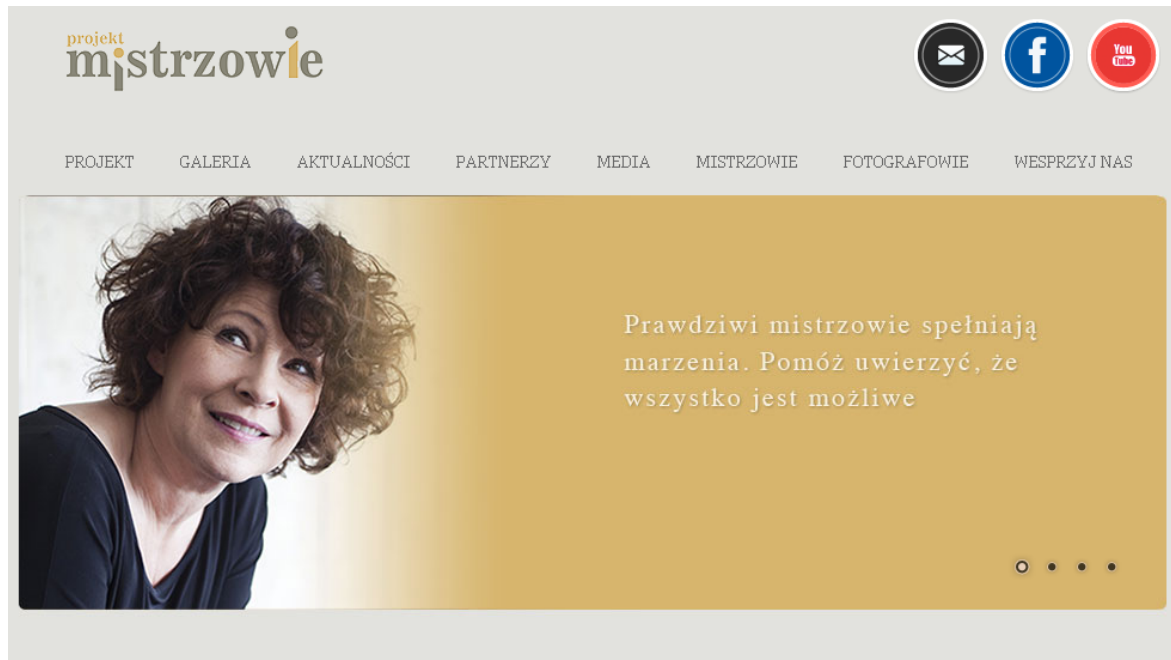 projekt
mistrzowie
You
Tube
PROJEKT GALERIA AKTUALNOŚCI PARTNERZY MEDIA MISTRZOWIE FOTOGRAFOWIE WESPRZYJ NAS
Prawdziwi mistrzowie spełniają
marzenia. Pomóż uwierzyć, że
wszystko jest możliwe